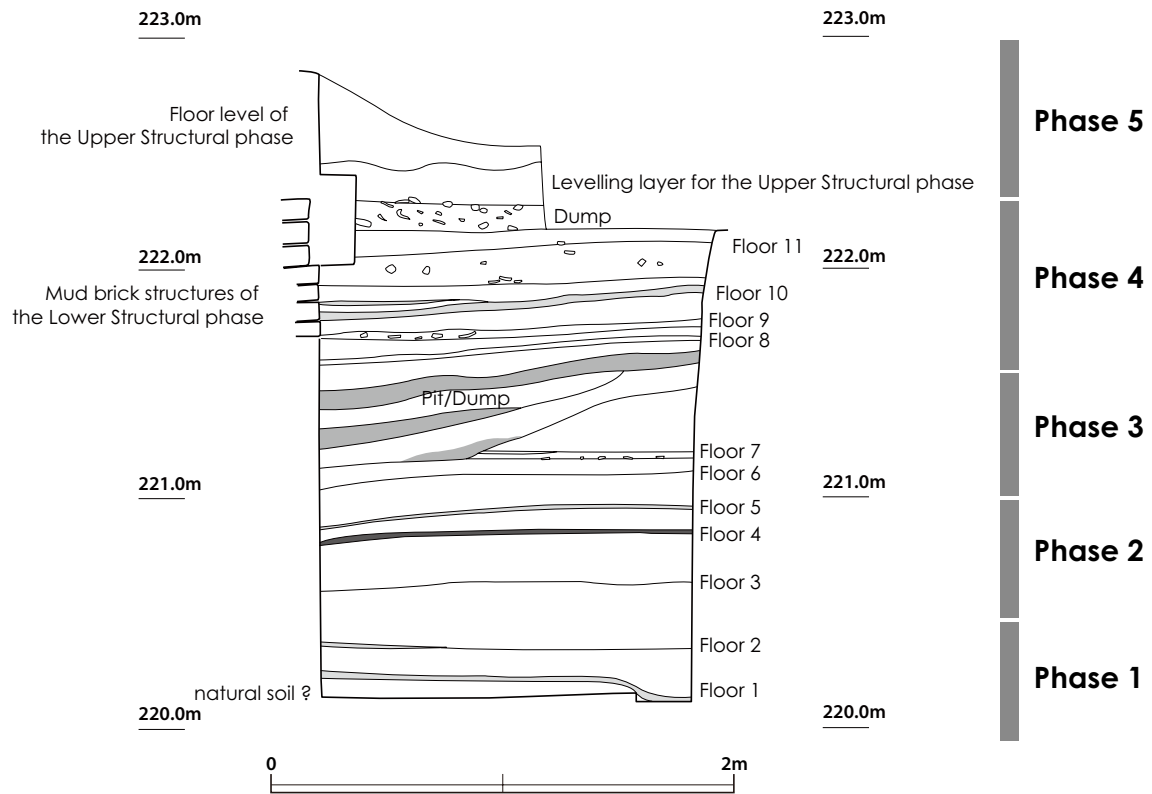 223.0m
223.0m
Floor level of
the Upper Structural phase
Phase 5
Levelling layer for the Upper Structural phase
Dump
Floor 11
222.0m
222.0m
Phase 4
Mud brick structures of
the Lower Structural phase
Floor 10
Floor 9
Floor 8
Pit/Dump
Phase 3
Floor 7
Floor 6
221.0m
221.0m
Floor 5
Floor 4
Phase 2
Floor 3
Floor 2
Phase 1
natural soil ?
Floor 1
220.0m
220.0m
0
2m